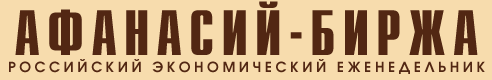 АФАНАСИЙ-БИРЖА
РОССИЙСКИЙ ЭКОНОМИЧЕСКИЙ ЕЖЕНЕДЕЛЬНИК